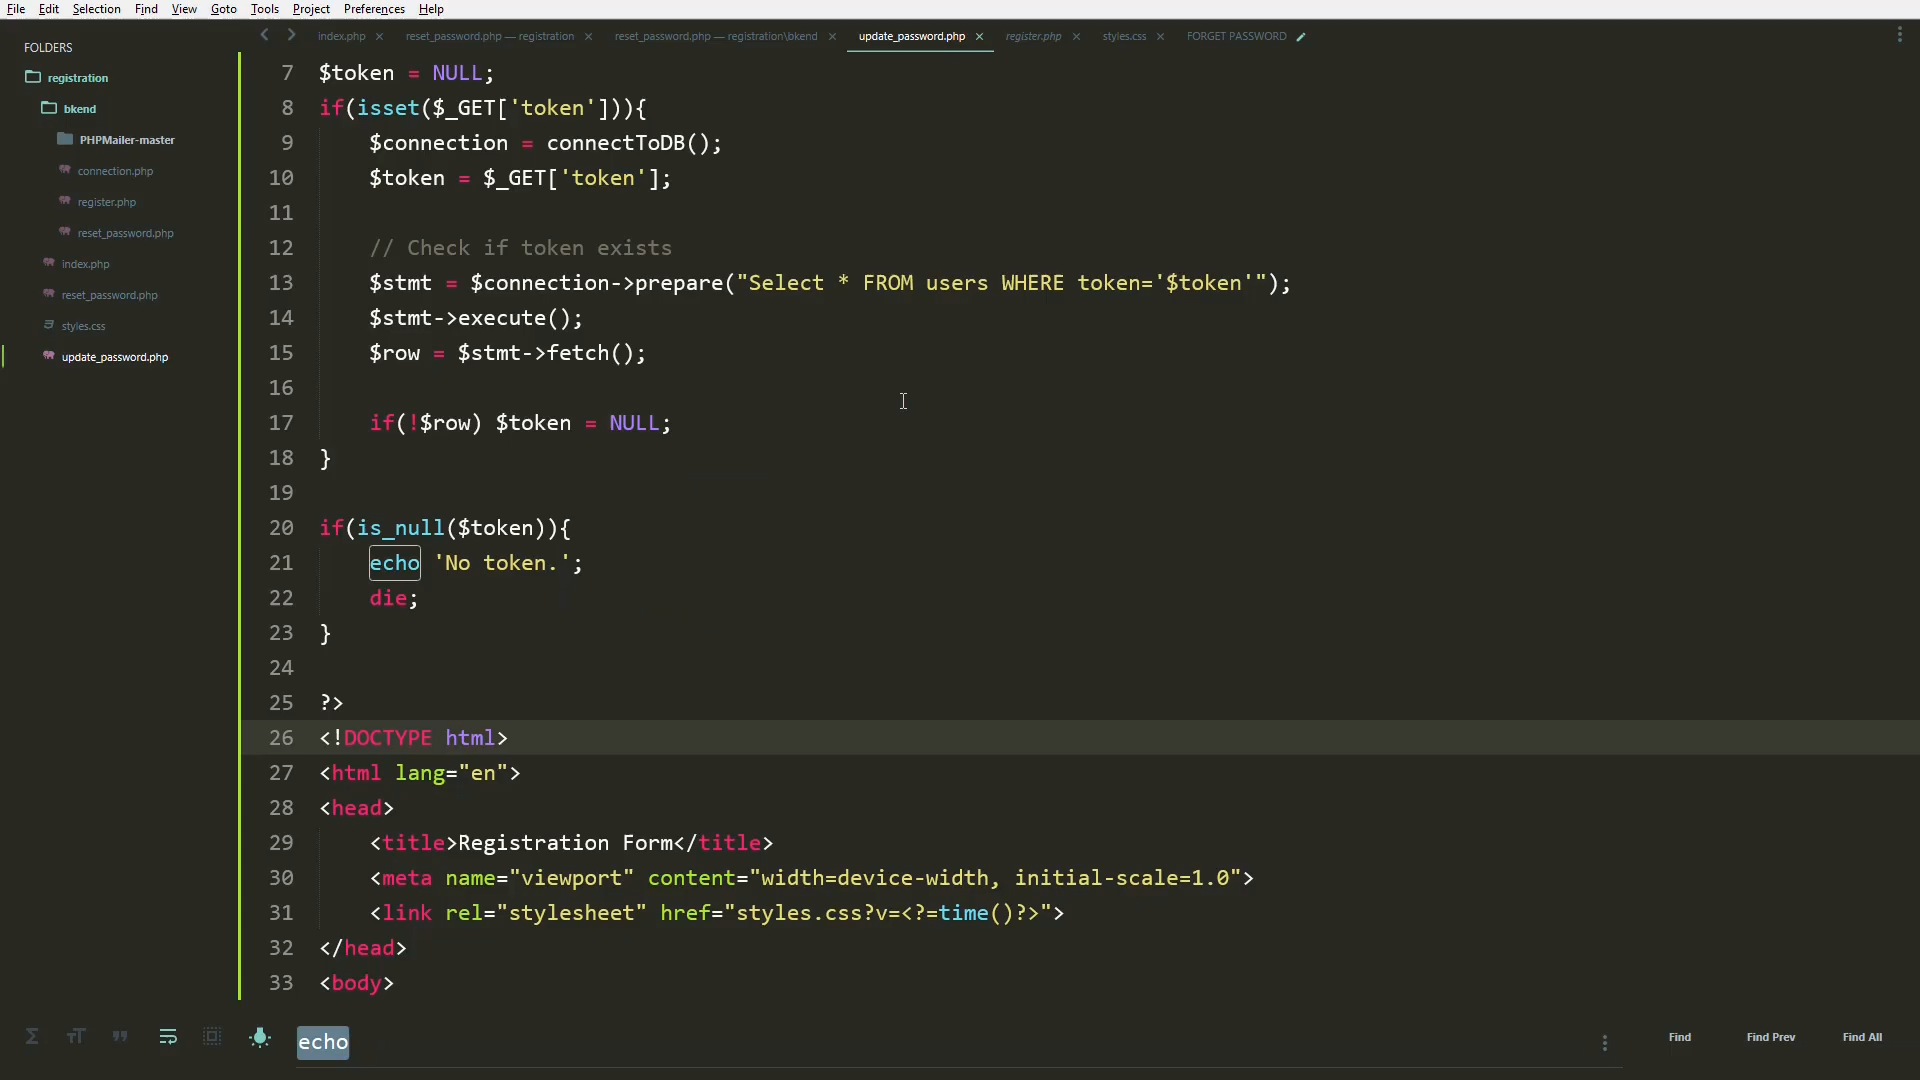 File Edit Selection Find View Goto Tools Project Preferences Help
FOLDERS
registration
bkend
PHPMailer-master
connection.php
register.php
reset_password.php
index.php
reset_password.php
styles.css
update_password.php
index.php × reset_password.php — registration × reset_password.php — registration\bkend × update_password.php × register.php × styles.css × FORGET PASSWORD
7 $token = NULL;
8 if(isset($_GET['token'])){
9 $connection = connectToDB();
10 $token = $_GET['token'];
11
12 // Check if token exists
13 $stmt = $connection->prepare("Select * FROM users WHERE token='$token'");
14 $stmt->execute();
15 $row = $stmt->fetch();
16
17 if(!$row) $token = NULL;
18 }
19
20 if(is_null($token)){
21 echo 'No token.';
22 die;
23 }
24
25 ?>
26 <!DOCTYPE html>
27 <html lang="en">
28 <head>
29 <title>Registration Form</title>
30 <meta name="viewport" content="width=device-width, initial-scale=1.0">
31 <link rel="stylesheet" href="styles.css?v=<?=time()?>">
32 </head>
33 <body>
echo
Find Find Prev Find All